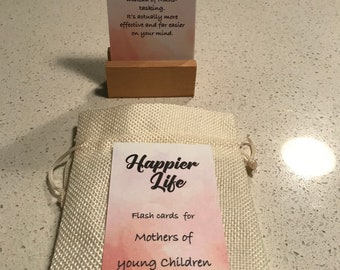 instead of Multi-
tasking.
It's actually more
effective and far easier
on your mind.
Happier
Life
Flash cards for
Mothers of
young Children